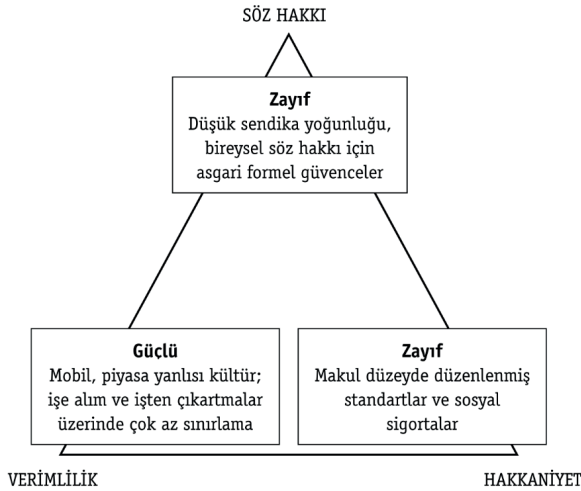 SÖZ HAKKI
Zayıf
Düşük sendika yoğunluğu,
bireysel söz hakkı için
asgari formel güvenceler
Güçlü
Mobil, piyasa yanlısı kültür;
işe alım ve işten çıkartmalar
üzerinde çok az sınırlama
Zayıf
Makul düzeyde düzenlenmiş
standartlar ve sosyal
sigortalar
VERİMLİLİK
HAKKANİYET